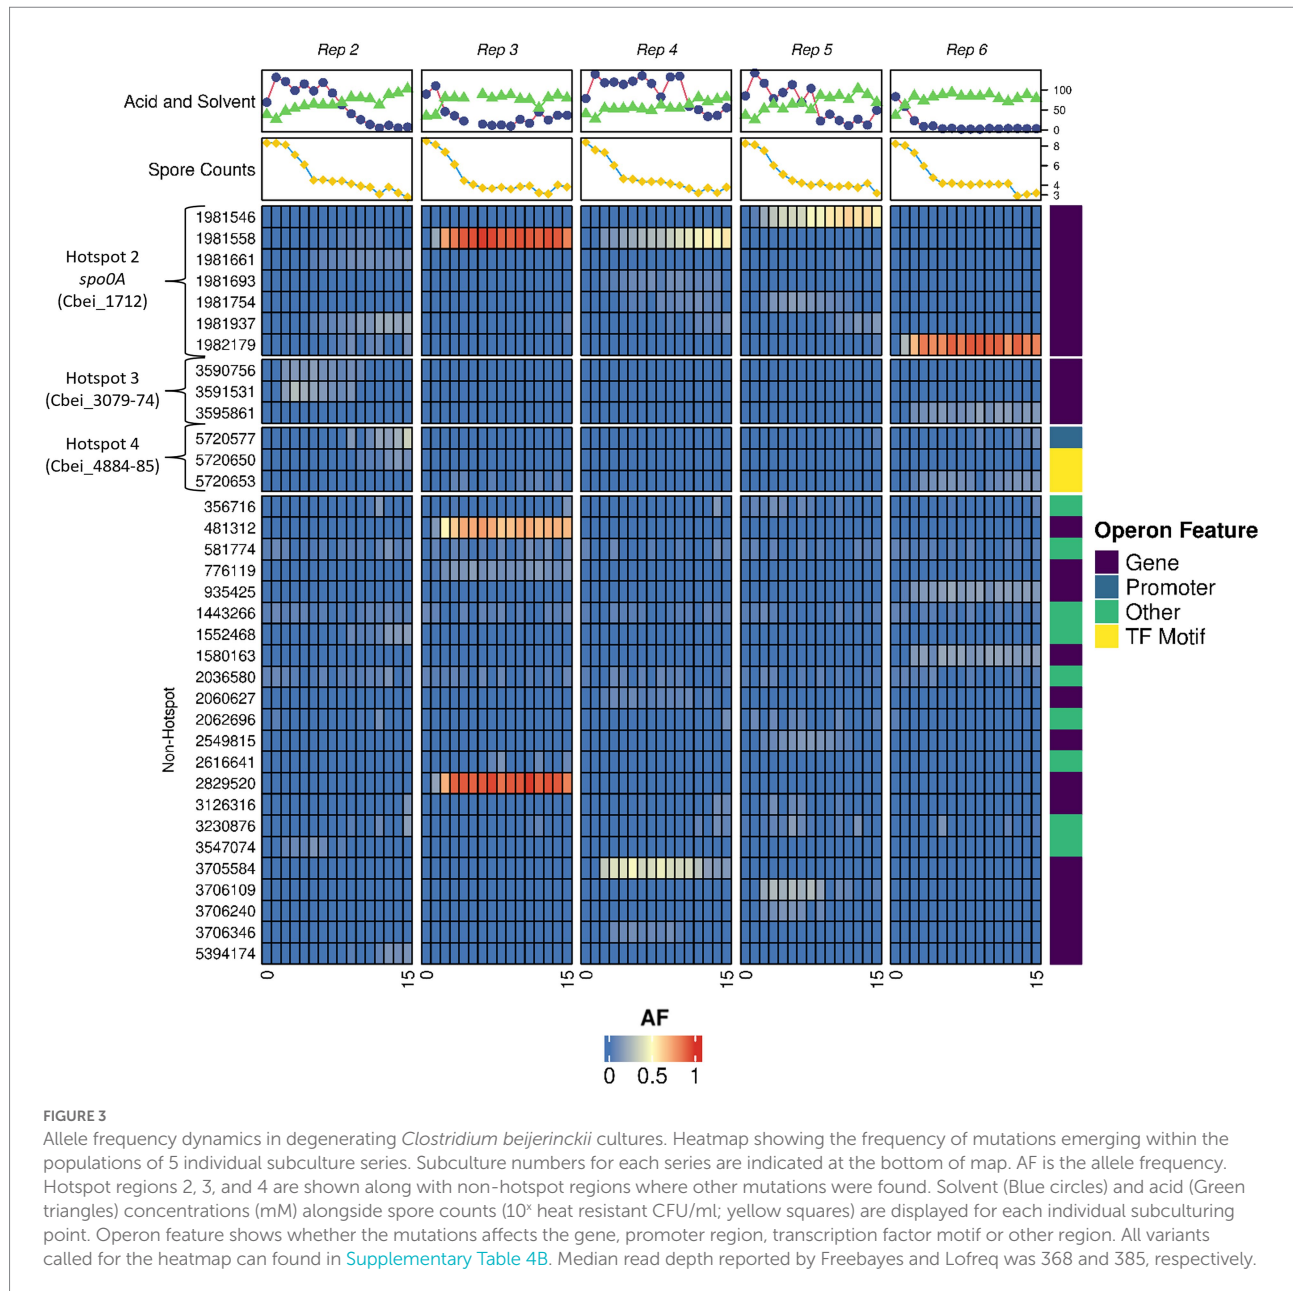 Rep 2 Rep 3 Rep 4 Rep 5 Rep 6
Acid and Solvent
100
50
0
Spore Counts
8
6
4
3
Hotspot 2
spo0A
(Cbei_1712)
1981546
1981558
1981661
1981693
1981754
1981937
1982179
Hotspot 3
(Cbei_3079-74)
3590756
3591531
3595861
Hotspot 4
(Cbei_4884-85)
5720577
5720650
5720653
Non-Hotspot
356716
481312
581774
776119
935425
1443266
1552468
1580163
2036580
2060627
2062696
2549815
2616641
2829520
3126316
3230876
3547074
3705584
3706109
3706240
3706346
5394174
0 15 0 15 0 15 0 15 0 15
Operon Feature
Gene
Promoter
Other
TF Motif
AF
0 0.5 1
FIGURE 3
Allele frequency dynamics in degenerating Clostridium beijerinckii cultures. Heatmap showing the frequency of mutations emerging within the
populations of 5 individual subculture series. Subculture numbers for each series are indicated at the bottom of map. AF is the allele frequency.
Hotspot regions 2, 3, and 4 are shown along with non-hotspot regions where other mutations were found. Solvent (Blue circles) and acid (Green
triangles) concentrations (mM) alongside spore counts (10ˣ heat resistant CFU/ml; yellow squares) are displayed for each individual subculturing
point. Operon feature shows whether the mutations affects the gene, promoter region, transcription factor motif or other region. All variants
called for the heatmap can found in Supplementary Table 4B. Median read depth reported by Freebayes and Lofreq was 368 and 385, respectively.